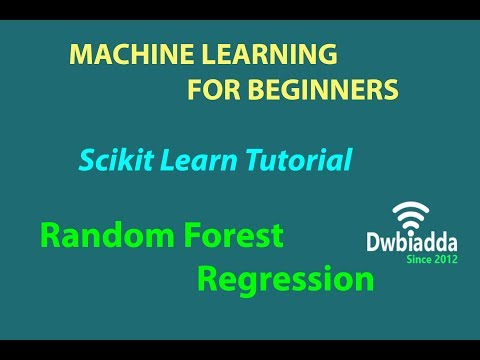 MACHINE LEARNING
FOR BEGINNERS
Scikit Learn Tutorial
Random Forest
Regression
Dwbiadda
Since 2012